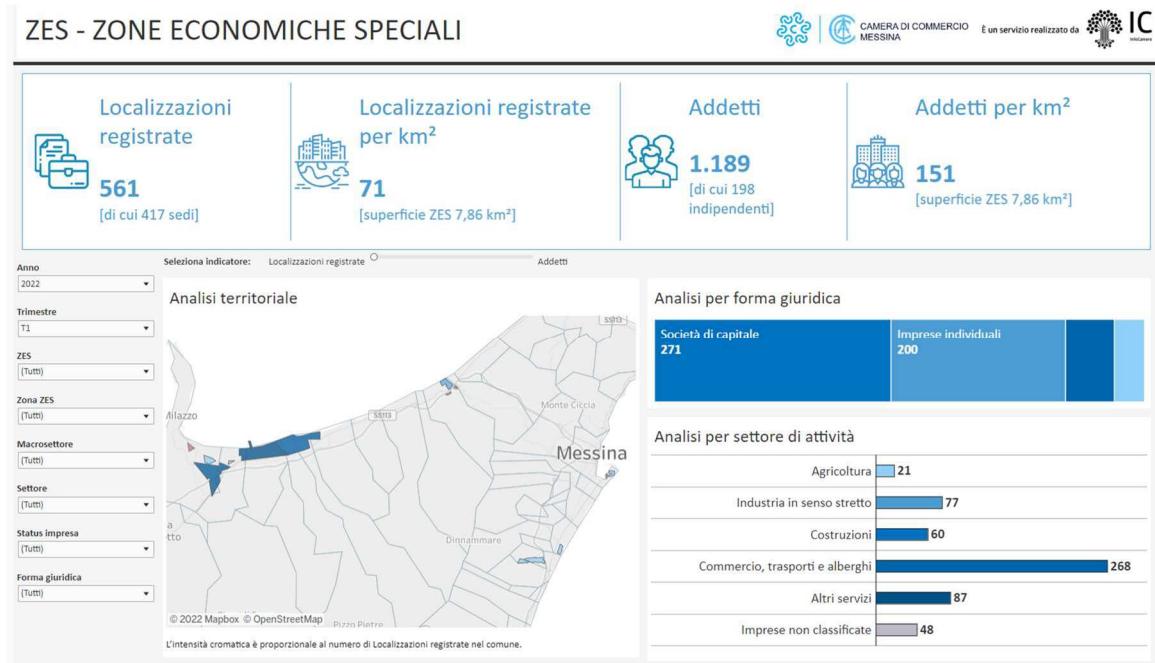 ZES - ZONE ECONOMICHE SPECIALI
CAMERA DI COMMERCIO
MESSINA
È un servizio realizzato da
IC
InfoCamere
Localizzazioni
registrate
561
[di cui 417 sedi]
Localizzazioni registrate
per km²
71
[superficie ZES 7,86 km²]
Addetti
1.189
[di cui 198
indipendenti]
Addetti per km²
151
[superficie ZES 7,86 km²]
Anno
2022
Trimestre
T1
ZES
(Tutti)
Zona ZES
(Tutti)
Macrosettore
(Tutti)
Settore
(Tutti)
Status impresa
(Tutti)
Forma giuridica
(Tutti)
Seleziona indicatore: Localizzazioni registrate Addetti
Analisi territoriale
SS113
Milazzo
SS113
Monte Ciccia
Messina
Dinnammare
© 2022 Mapbox © OpenStreetMap
Pizzo Pietre
L'intensità cromatica è proporzionale al numero di Localizzazioni registrate nel comune.
Analisi per forma giuridica
Società di capitale
271
Imprese individuali
200
Analisi per settore di attività
Agricoltura 21
Industria in senso stretto 77
Costruzioni 60
Commercio, trasporti e alberghi 268
Altri servizi 87
Imprese non classificate 48